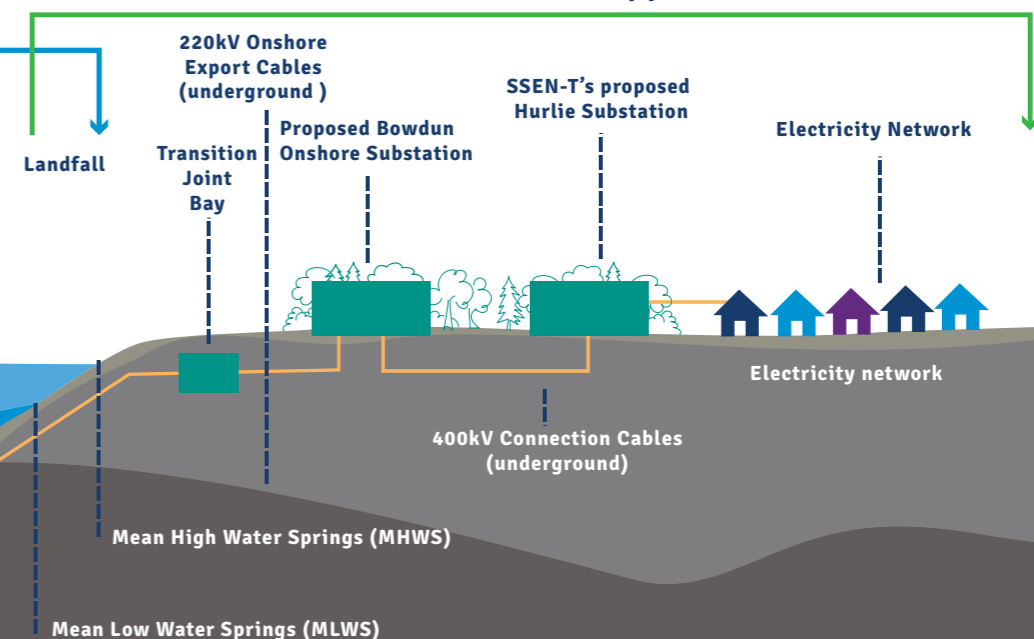 220kV Onshore
Export Cables
(underground )
SSEN-T’s proposed
Hurlie Substation
Proposed Bowdun
Onshore Substation
Electricity Network
Landfall
Transition
Joint
Bay
Electricity network
400kV Connection Cables
(underground)
Mean High Water Springs (MHWS)
Mean Low Water Springs (MLWS)